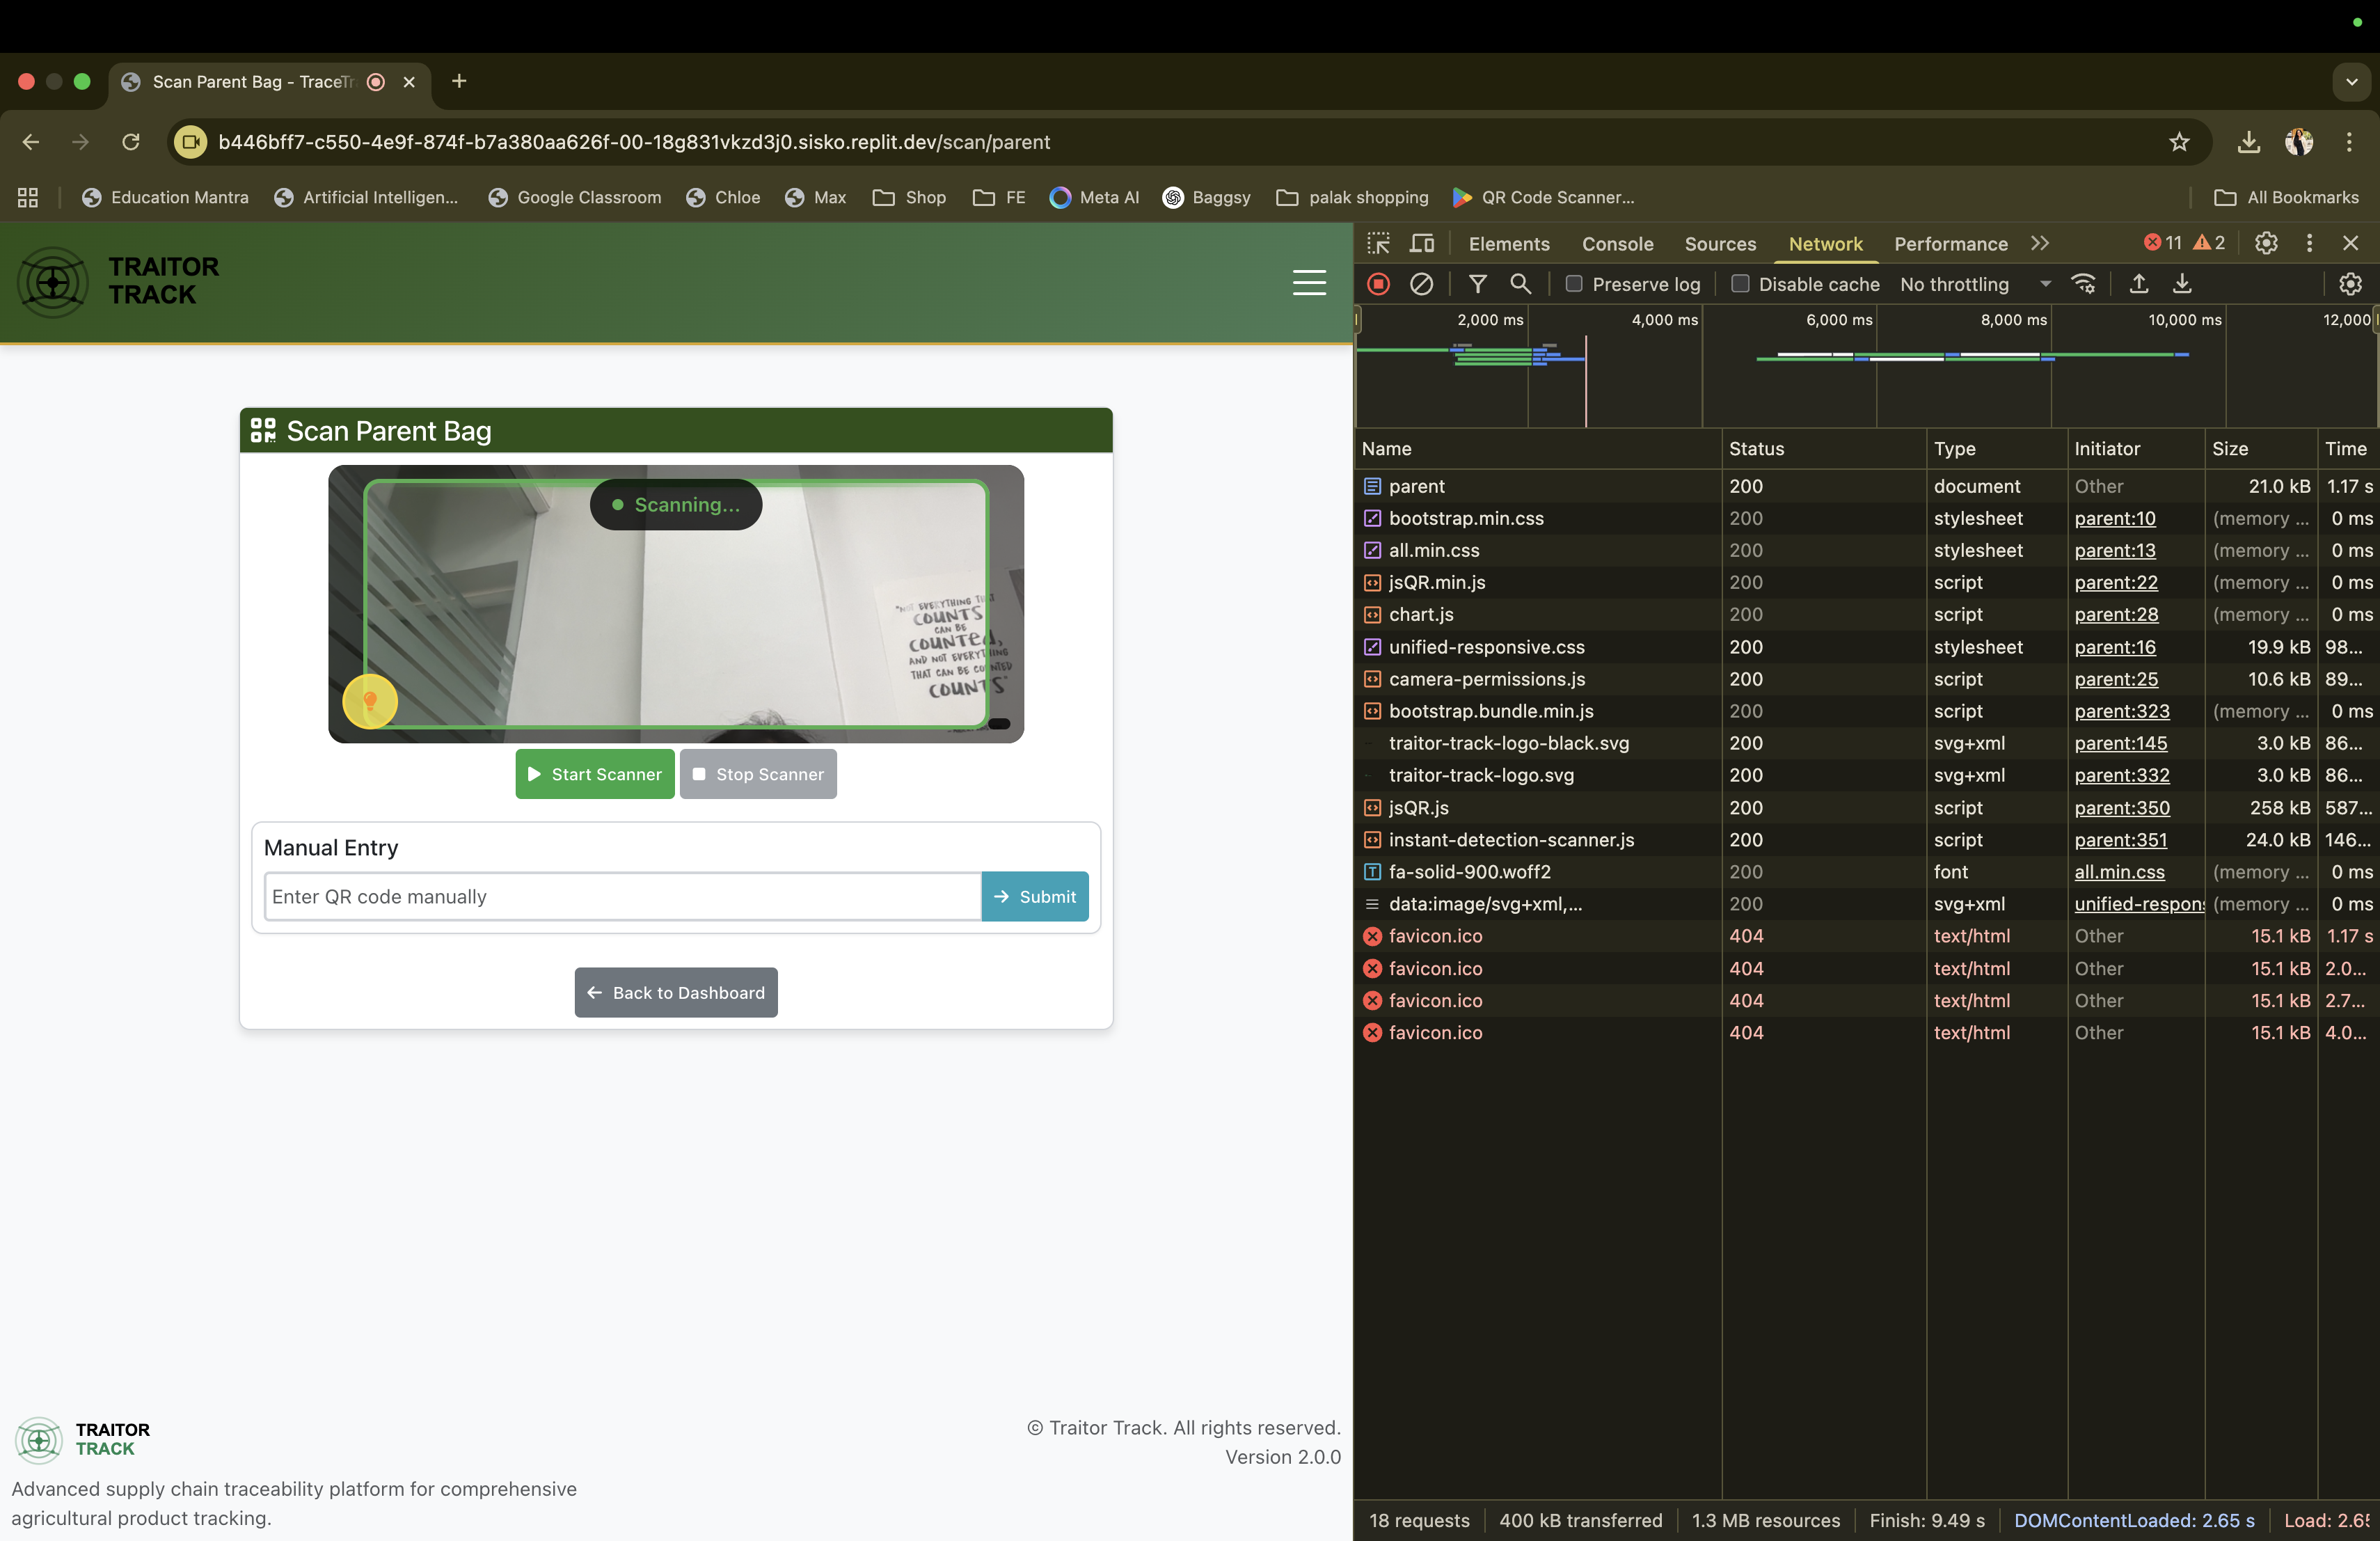 Scan Parent Bag - TraceTr
b446bff7-c550-4e9f-874f-b7a380aa626f-00-18g831vkzd3j0.sisko.replit.dev/scan/parent
Education Mantra
Artificial Intelligen...
Google Classroom
Chloe
Max
Shop
FE
Meta AI
Baggsy
palak shopping
QR Code Scanner...
All Bookmarks
TRAITOR
TRACK
Scan Parent Bag
Scanning...
"NOT EVERYTHING THAT
COUNTS
CAN BE
COUNTED,
AND NOT EVERYTHING
THAT CAN BE COUNTED
COUNTS"
Start Scanner
Stop Scanner
Manual Entry
Enter QR code manually
Submit
Back to Dashboard
TRAITOR
TRACK
Advanced supply chain traceability platform for comprehensive
agricultural product tracking.
© Traitor Track. All rights reserved.
Version 2.0.0
Elements Console Sources Network Performance 11 2
Preserve log Disable cache No throttling
2,000 ms 4,000 ms 6,000 ms 8,000 ms 10,000 ms 12,000
Name Status Type Initiator Size Time
parent 200 document Other 21.0 kB 1.17 s
bootstrap.min.css 200 stylesheet parent:10 (memory ... 0 ms
all.min.css 200 stylesheet parent:13 (memory ... 0 ms
jsQR.min.js 200 script parent:22 (memory ... 0 ms
chart.js 200 script parent:28 (memory ... 0 ms
unified-responsive.css 200 stylesheet parent:16 19.9 kB 98...
camera-permissions.js 200 script parent:25 10.6 kB 89...
bootstrap.bundle.min.js 200 script parent:323 (memory ... 0 ms
traitor-track-logo-black.svg 200 svg+xml parent:145 3.0 kB 86...
traitor-track-logo.svg 200 svg+xml parent:332 3.0 kB 86...
jsQR.js 200 script parent:350 258 kB 587...
instant-detection-scanner.js 200 script parent:351 24.0 kB 146...
fa-solid-900.woff2 200 font all.min.css (memory ... 0 ms
data:image/svg+xml,... 200 svg+xml unified-respons (memory ... 0 ms
favicon.ico 404 text/html Other 15.1 kB 1.17 s
favicon.ico 404 text/html Other 15.1 kB 2.0...
favicon.ico 404 text/html Other 15.1 kB 2.7...
favicon.ico 404 text/html Other 15.1 kB 4.0...
18 requests 400 kB transferred 1.3 MB resources Finish: 9.49 s DOMContentLoaded: 2.65 s Load: 2.65